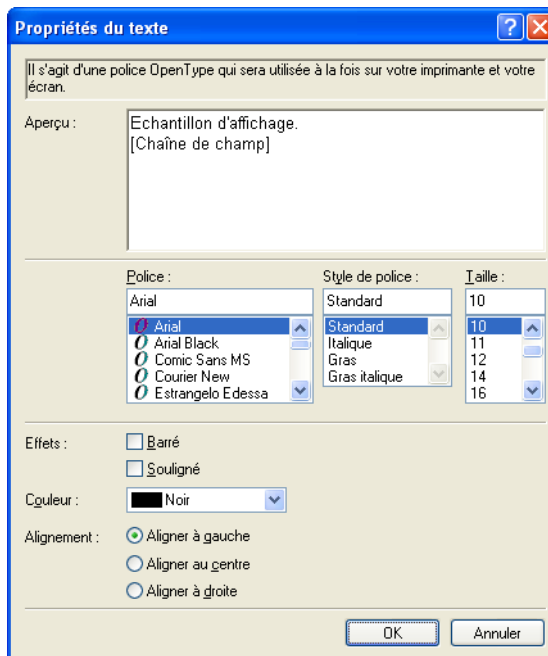 Propriétés du texte
Il s'agit d'une police OpenType qui sera utilisée à la fois sur votre imprimante et votre
écran.
Aperçu :
Echantillon d'affichage.
[Chaîne de champ]
Police :
Style de police :
Taille :
Arial
Standard
10
Arial
Standard
10
Arial Black
Italique
11
Comic Sans MS
Gras
12
Courier New
Gras italique
14
Estrangelo Edessa
16
Effets :
Barré
Souligné
Couleur :
Noir
Alignement :
Aligner à gauche
Aligner au centre
Aligner à droite
OK
Annuler